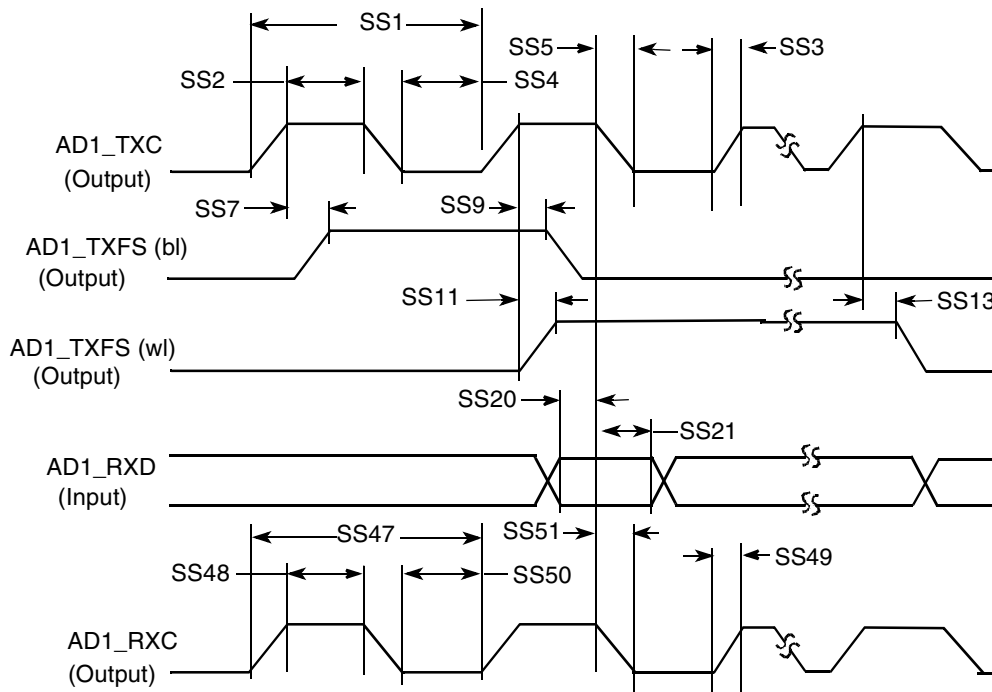 SS1
SS5
SS3
SS2
SS4
AD1_TXC
(Output)
SS7
SS9
AD1_TXFS (bl)
(Output)
SS11
SS13
AD1_TXFS (wl)
(Output)
SS20
SS21
AD1_RXD
(Input)
SS47
SS51
SS49
SS48
SS50
AD1_RXC
(Output)